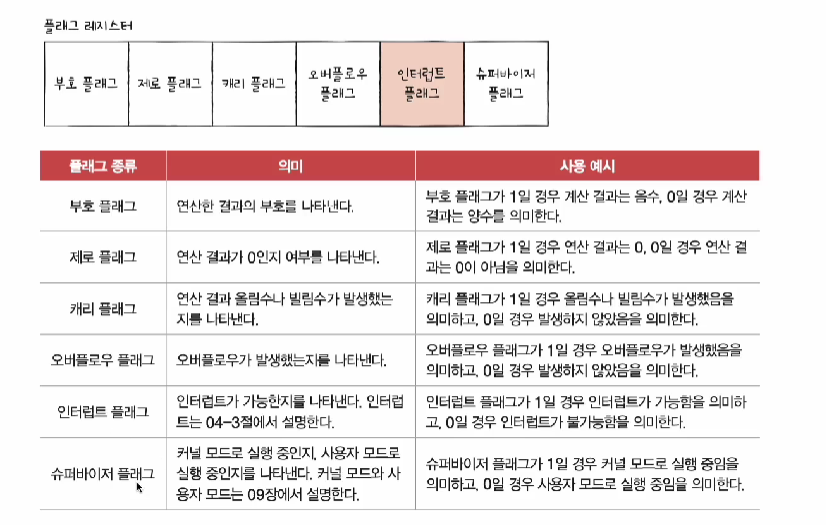 플래그 레지스터
부호 플래그
제로 플래그
캐리 플래그
오버플로우
플래그
인터럽트
플래그
슈퍼바이저
플래그
플래그 종류
의미
사용 예시
부호 플래그
연산한 결과의 부호를 나타낸다.
부호 플래그가 1일 경우 계산 결과는 음수, 0일 경우 계산
결과는 양수를 의미한다.
제로 플래그
연산 결과가 0인지 여부를 나타낸다.
제로 플래그가 1일 경우 연산 결과는 0, 0일 경우 연산 결
과는 0이 아님을 의미한다.
캐리 플래그
연산 결과 올림수나 빌림수가 발생했는
지를 나타낸다.
캐리 플래그가 1일 경우 올림수나 빌림수가 발생했음을
의미하고, 0일 경우 발생하지 않았음을 의미한다.
오버플로우 플래그
오버플로우가 발생했는지를 나타낸다.
오버플로우 플래그가 1일 경우 오버플로우가 발생했음을
의미하고, 0일 경우 발생하지 않았음을 의미한다.
인터럽트 플래그
인터럽트가 가능한지를 나타낸다. 인터럽
트는 04-3절에서 설명한다.
인터럽트 플래그가 1일 경우 인터럽트가 가능함을 의미하
고, 0일 경우 인터럽트가 불가능함을 의미한다.
슈퍼바이저 플래그
커널 모드로 실행 중인지, 사용자 모드로
실행 중인지를 나타낸다. 커널 모드와 사
용자 모드는 09장에서 설명한다.
슈퍼바이저 플래그가 1일 경우 커널 모드로 실행 중임을
의미하고, 0일 경우 사용자 모드로 실행 중임을 의미한다.